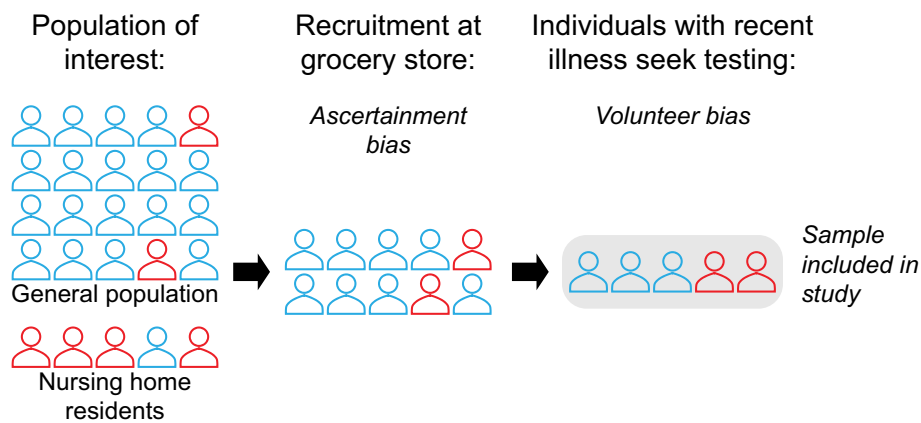 Population of
interest:
General population
Nursing home
residents
Recruitment at
grocery store:
Ascertainment
bias
Individuals with recent
illness seek testing:
Volunteer bias
Sample
included in
study